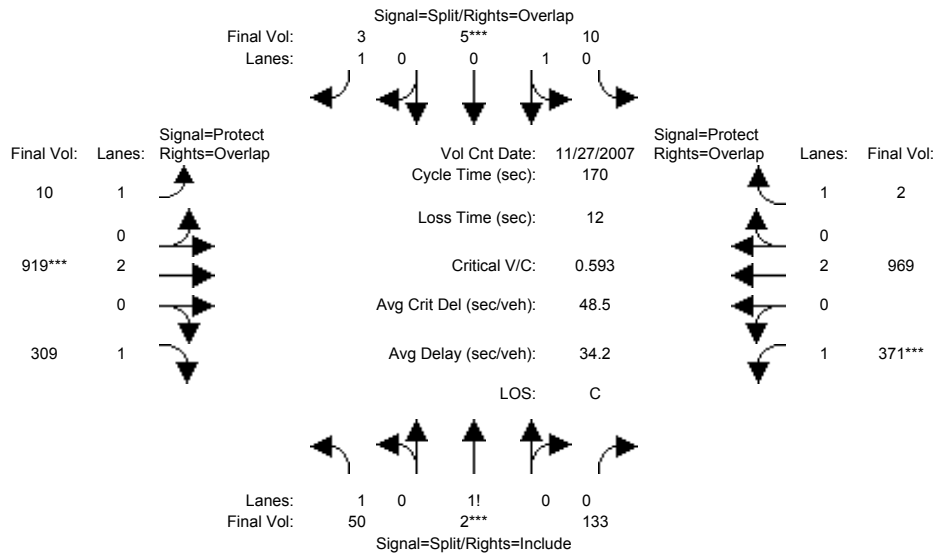 Signal=Split/Rights=Overlap
Final Vol: 3 5*** 10
Lanes: 1 0 0 1 0
Signal=Protect Signal=Protect
Final Vol: Lanes: Rights=Overlap Vol Cnt Date: 11/27/2007 Rights=Overlap Lanes: Final Vol:
Cycle Time (sec): 170
10 1 1 2
Loss Time (sec): 12
0 0
919*** 2 Critical V/C: 0.593 2 969
0 Avg Crit Del (sec/veh): 48.5 0
309 1 Avg Delay (sec/veh): 34.2 1 371***
LOS: C
Lanes: 1 0 1! 0 0
Final Vol: 50 2*** 133
Signal=Split/Rights=Include